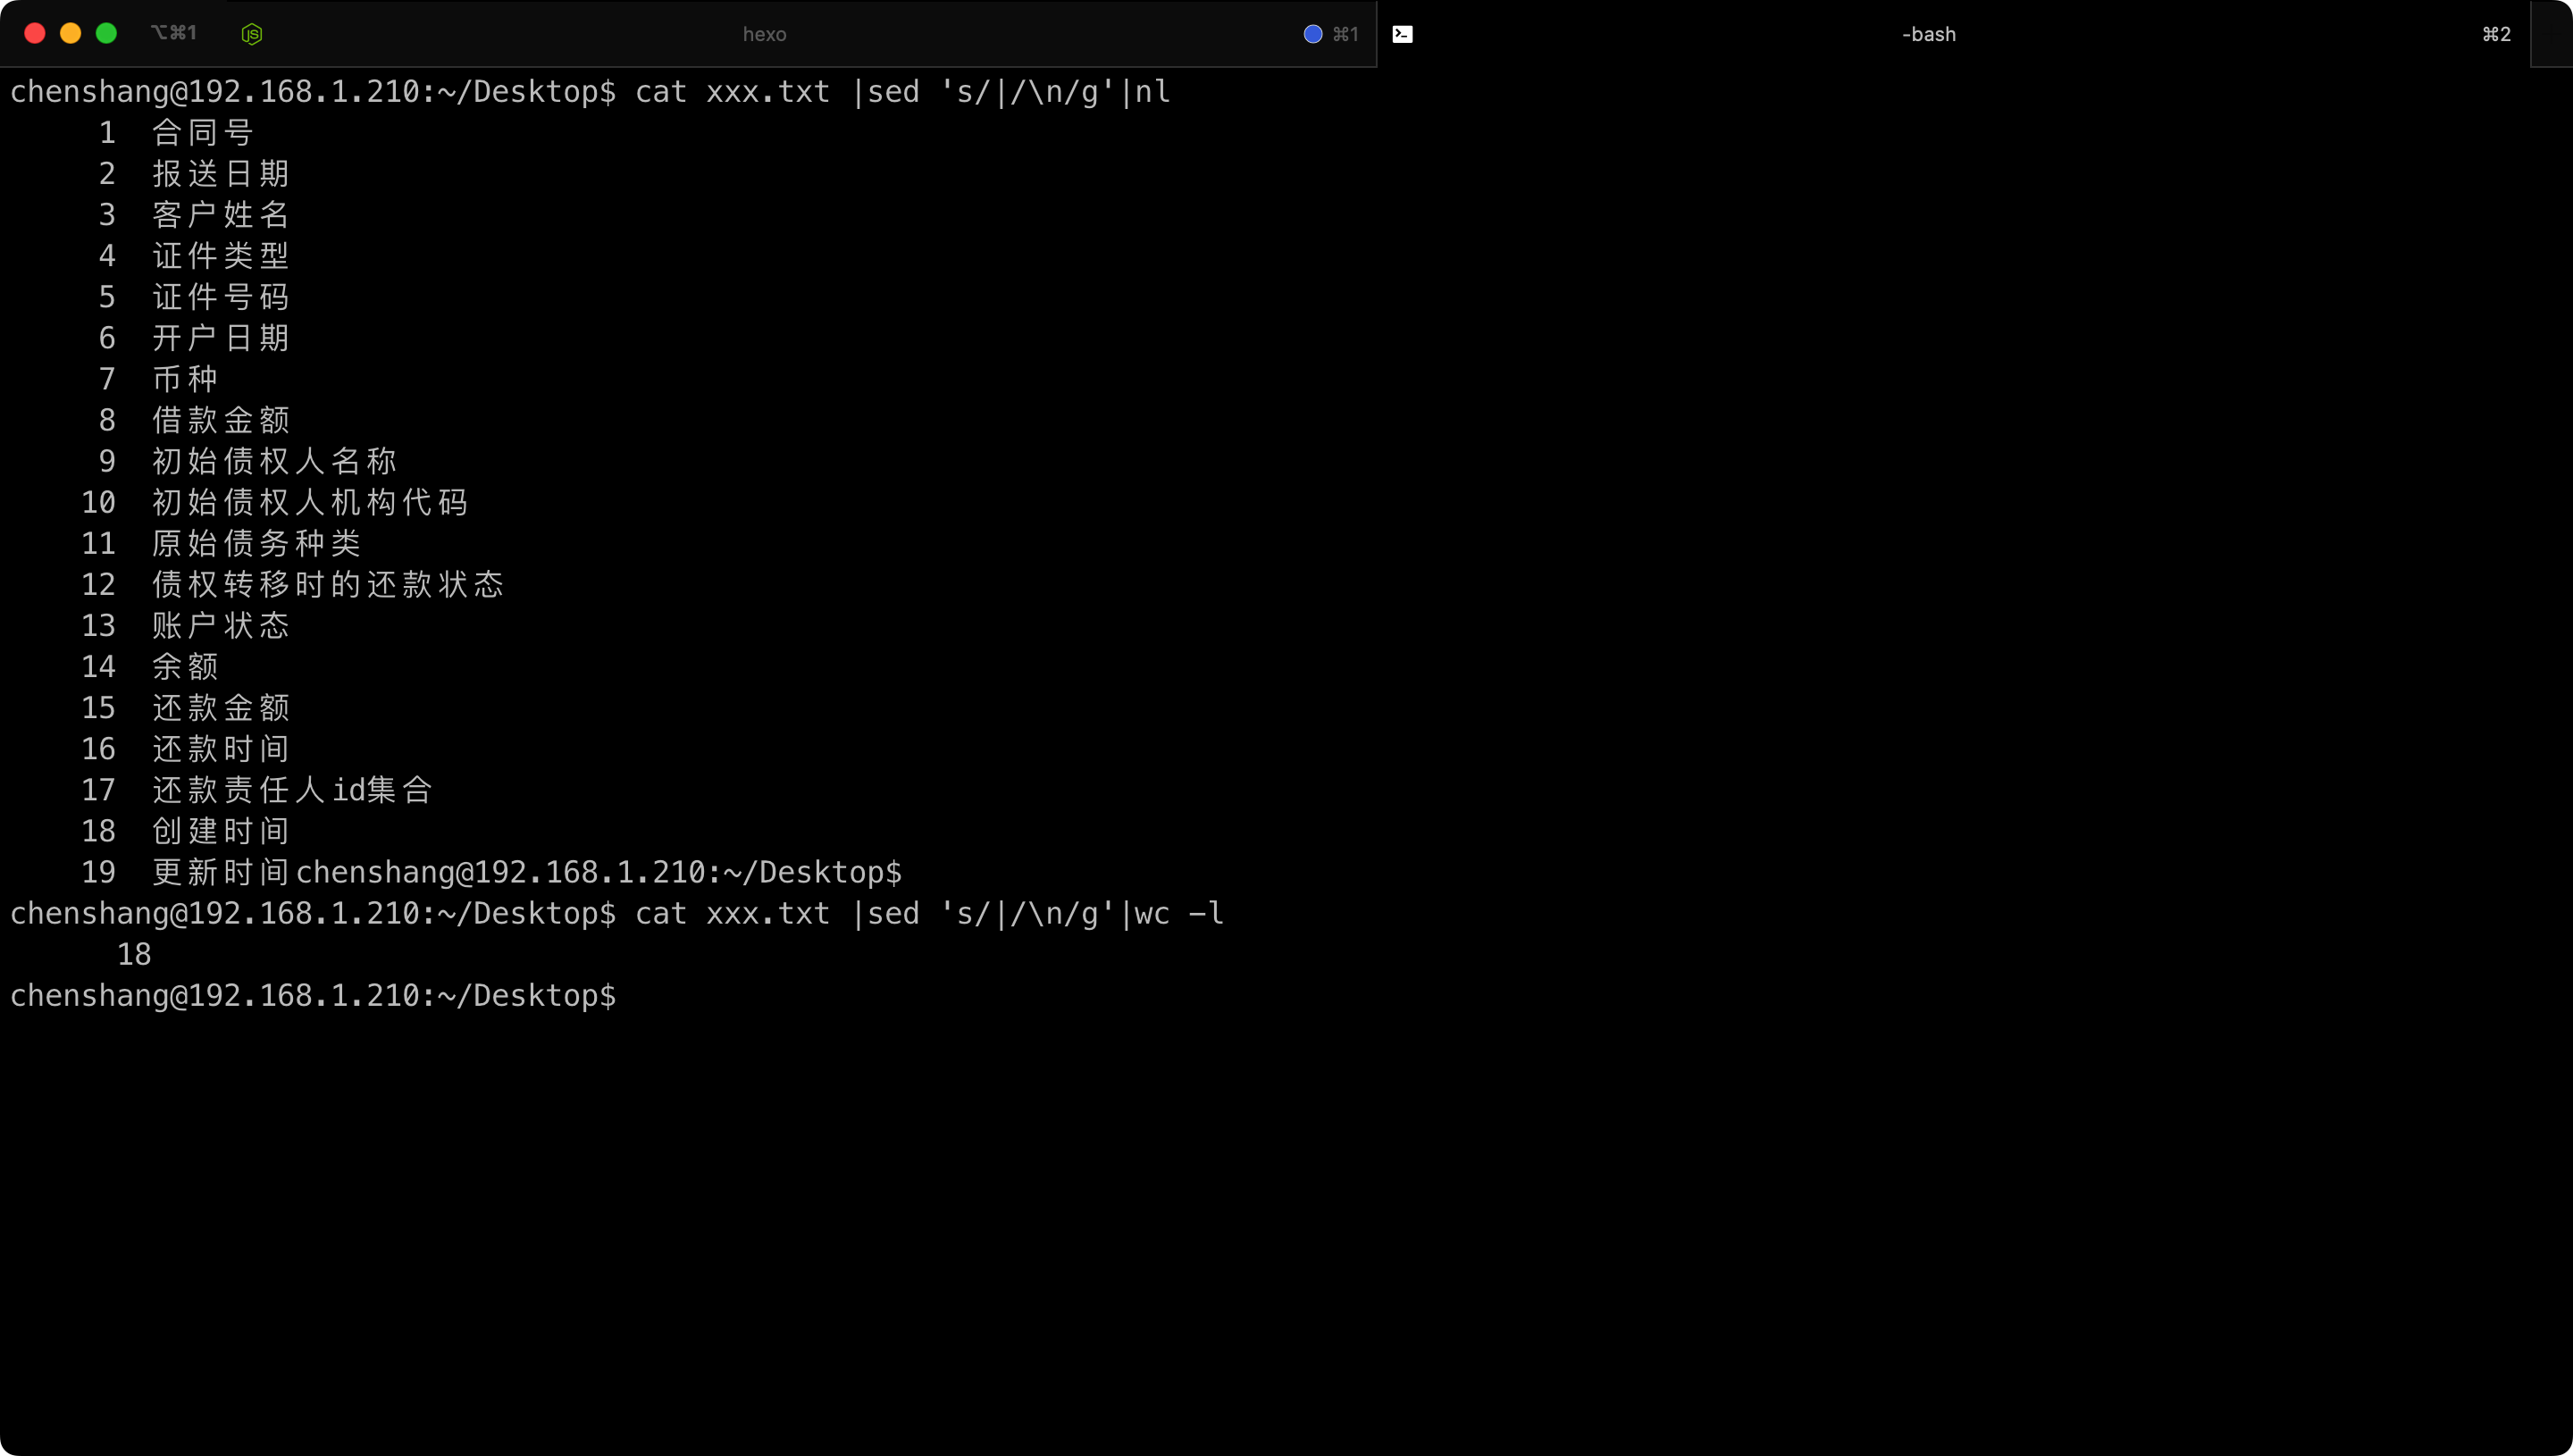 ⌥⌘1 hexo ⌘1 -bash ⌘2
chenshang@192.168.1.210:~/Desktop$ cat xxx.txt |sed 's/|/\n/g'|nl
1 合同号
2 报送日期
3 客户姓名
4 证件类型
5 证件号码
6 开户日期
7 币种
8 借款金额
9 初始债权人名称
10 初始债权人机构代码
11 原始债务种类
12 债权转移时的还款状态
13 账户状态
14 余额
15 还款金额
16 还款时间
17 还款责任人id集合
18 创建时间
19 更新时间chenshang@192.168.1.210:~/Desktop$
chenshang@192.168.1.210:~/Desktop$ cat xxx.txt |sed 's/|/\n/g'|wc -l
18
chenshang@192.168.1.210:~/Desktop$